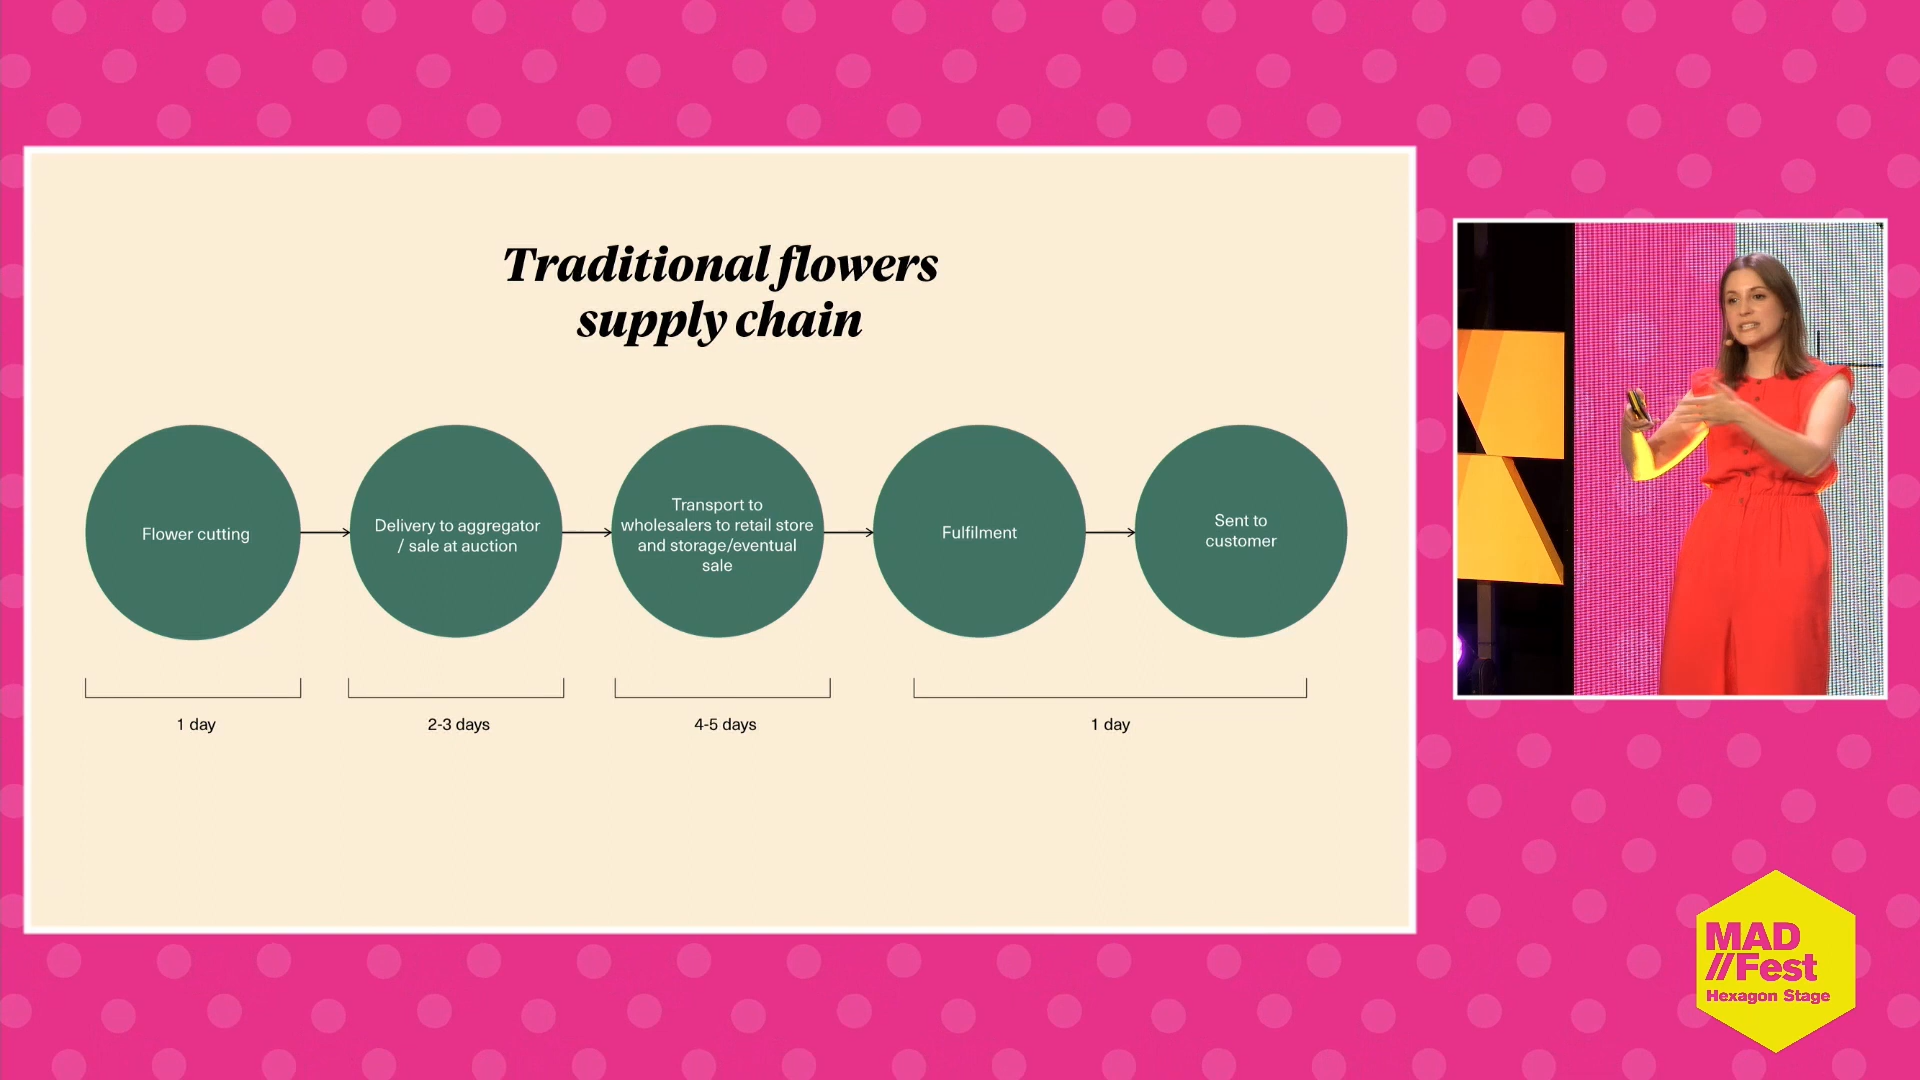 Traditional flowers
supply chain
Flower cutting
Delivery to aggregator
/ sale at auction
Transport to
wholesalers to retail store
and storage/eventual
sale
Fulfilment
Sent to
customer
1 day
2-3 days
4-5 days
1 day
MAD
//Fest
Hexagon Stage